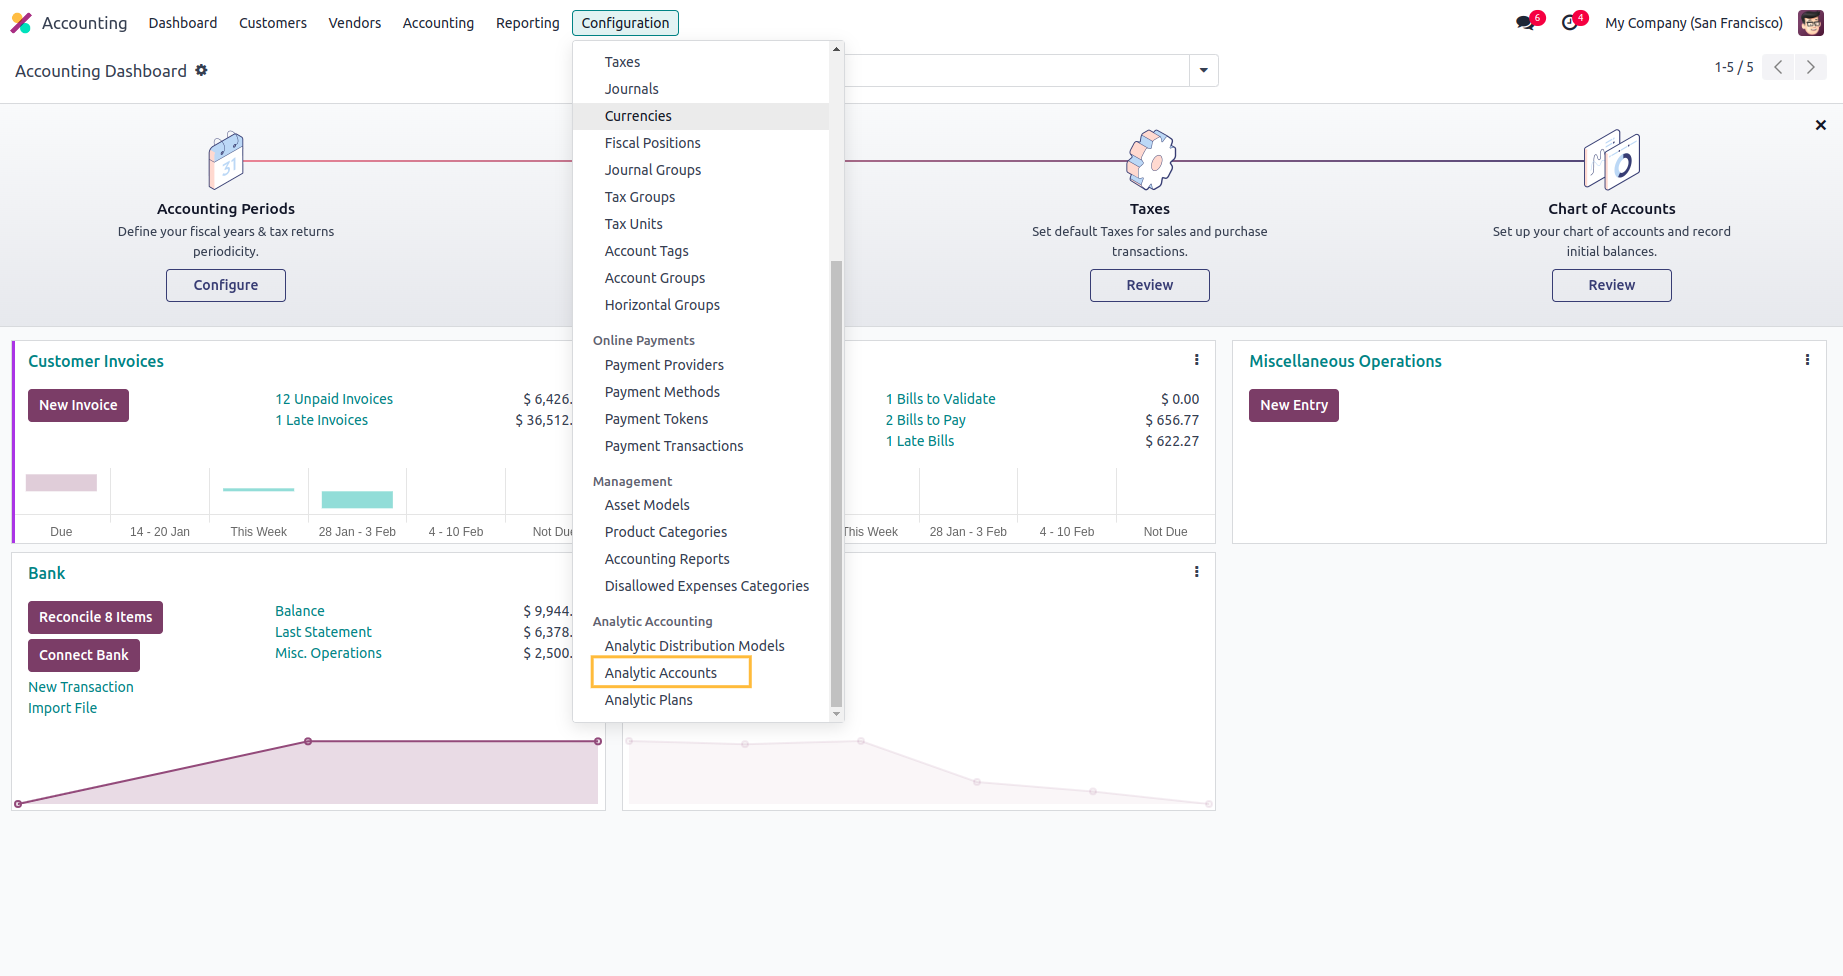 Accounting
Dashboard
Customers
Vendors
Accounting
Reporting
Configuration
6
4
My Company (San Francisco)
Accounting Dashboard
1-5 / 5
Taxes
Journals
Currencies
Fiscal Positions
Journal Groups
Tax Groups
Tax Units
Account Tags
Account Groups
Horizontal Groups
Online Payments
Payment Providers
Payment Methods
Payment Tokens
Payment Transactions
Management
Asset Models
Product Categories
Accounting Reports
Disallowed Expenses Categories
Analytic Accounting
Analytic Distribution Models
Analytic Accounts
Analytic Plans
31
Accounting Periods
Define your fiscal years & tax returns
periodicity.
Configure
Taxes
Set default Taxes for sales and purchase
transactions.
Review
Chart of Accounts
Set up your chart of accounts and record
initial balances.
Review
Customer Invoices
New Invoice
12 Unpaid Invoices $ 6,426.
1 Late Invoices $ 36,512.
Due 14 - 20 Jan This Week 28 Jan - 3 Feb 4 - 10 Feb Not Due
1 Bills to Validate $ 0.00
2 Bills to Pay $ 656.77
1 Late Bills $ 622.27
This Week 28 Jan - 3 Feb 4 - 10 Feb Not Due
Miscellaneous Operations
New Entry
Bank
Reconcile 8 Items
Connect Bank
New Transaction
Import File
Balance $ 9,944.
Last Statement $ 6,378.
Misc. Operations $ 2,500.